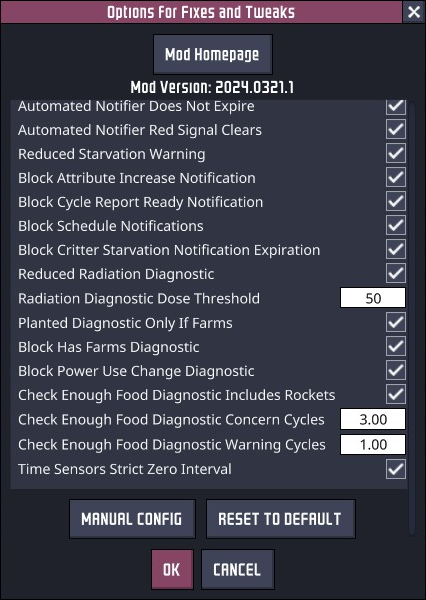 Options For Fixes and Tweaks
Mod Homepage
Mod Version: 2024.0321.1
Automated Notifier Does Not Expire
Automated Notifier Red Signal Clears
Reduced Starvation Warning
Block Attribute Increase Notification
Block Cycle Report Ready Notification
Block Schedule Notifications
Block Critter Starvation Notification Expiration
Reduced Radiation Diagnostic
Radiation Diagnostic Dose Threshold 50
Planted Diagnostic Only If Farms
Block Has Farms Diagnostic
Block Power Use Change Diagnostic
Check Enough Food Diagnostic Includes Rockets
Check Enough Food Diagnostic Concern Cycles 3.00
Check Enough Food Diagnostic Warning Cycles 1.00
Time Sensors Strict Zero Interval
MANUAL CONFIG RESET TO DEFAULT
OK CANCEL